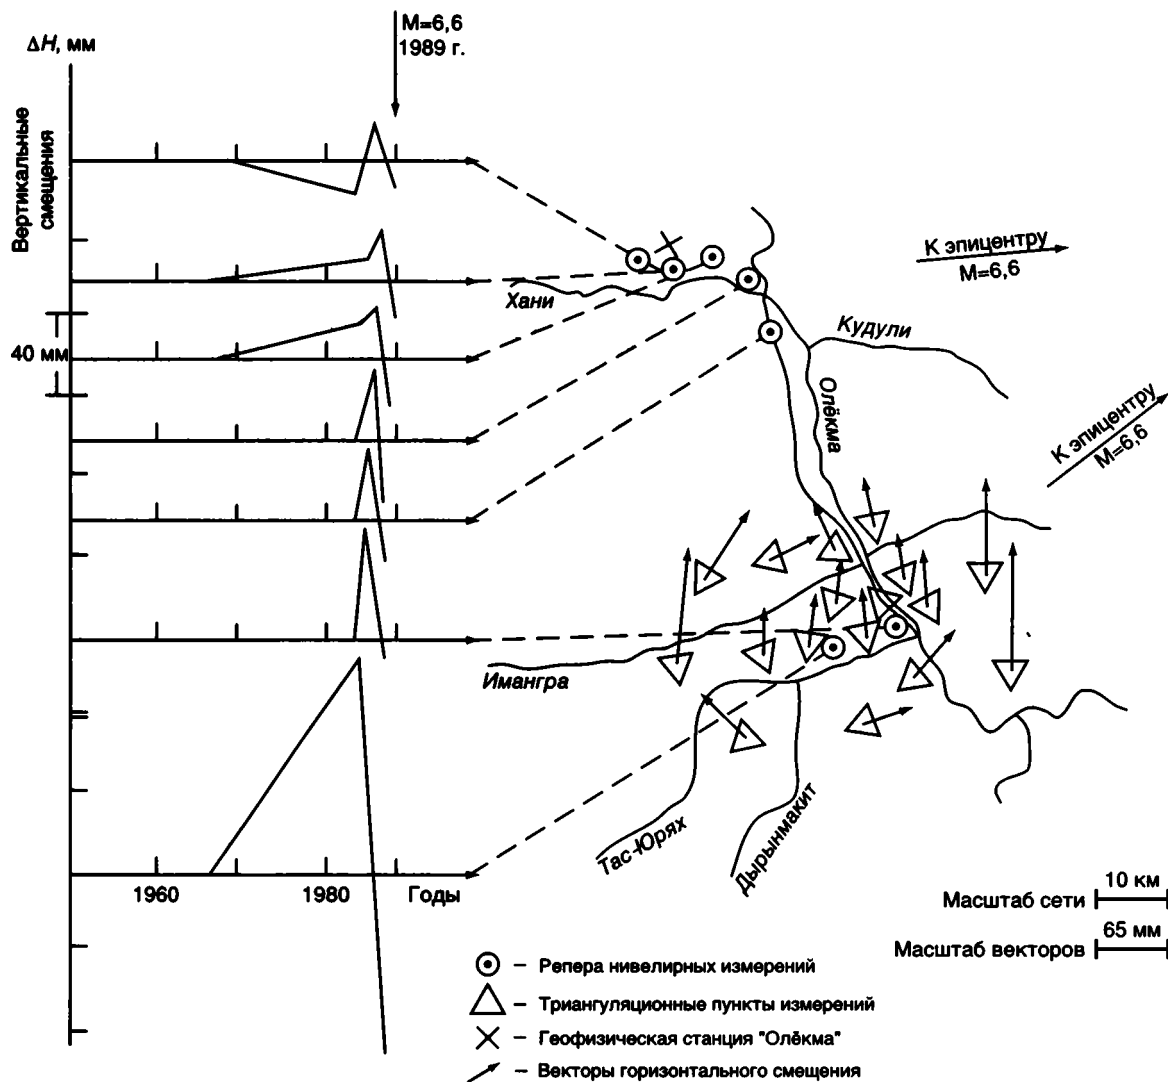 M=6,6
1989 г.
ΔH, мм
Вертикальные
смещения
40 мм
1960
1980
Годы
К эпицентру
M=6,6
Хани
Кудули
Олёкма
К эпицентру
M=6,6
Имангра
Тас-Юрях
Дырынмакит
Масштаб сети
10 км
Масштаб векторов
65 мм
– Репера нивелирных измерений
– Триангуляционные пункты измерений
– Геофизическая станция "Олёкма"
– Векторы горизонтального смещения